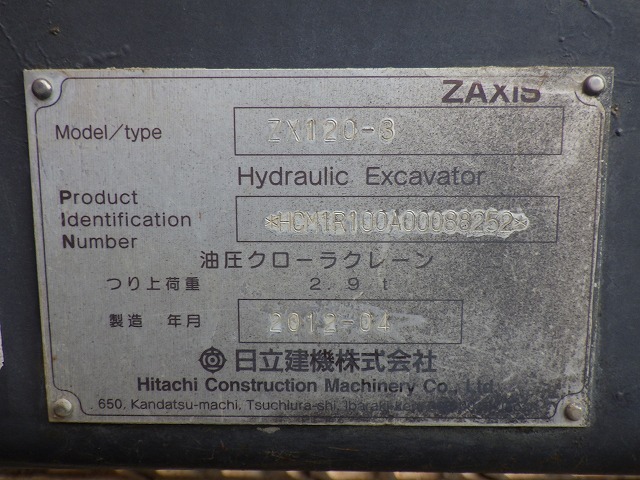 ZAXIS
Model/type ZX120-3
Hydraulic Excavator
Product
Identification
Number
*HCM1R100A00088252*
油圧クローラクレーン
つり上荷重 2.9 t
製造 年月 2012-04
日立建機株式会社
Hitachi Construction Machinery Co., Ltd.
650, Kandatsu-machi, Tsuchiura-shi, Ibaraki-ken